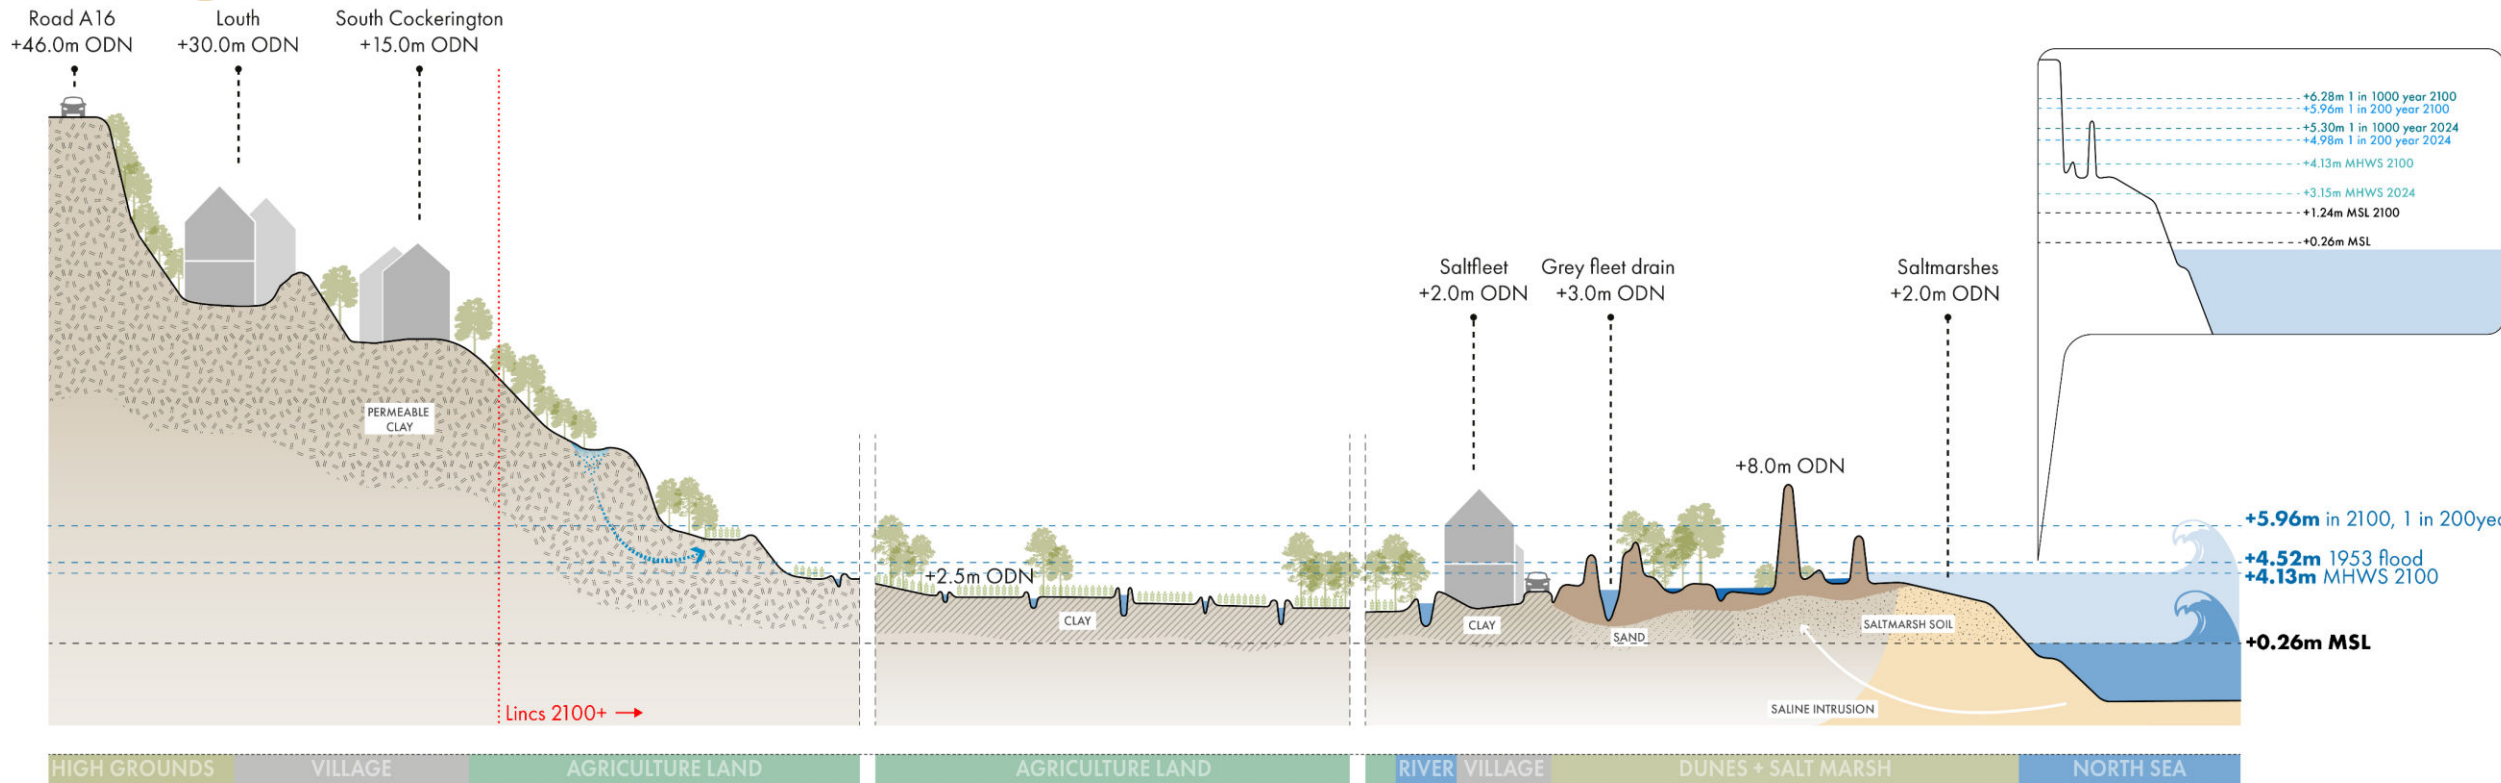 Road A16
+46.0m ODN
Louth
+30.0m ODN
South Cockerington
+15.0m ODN
+6.28m 1 in 1000 year 2100
+5.96m 1 in 200 year 2100
+5.30m 1 in 1000 year 2024
+4.98m 1 in 200 year 2024
+4.13m MHWS 2100
+3.15m MHWS 2024
+1.24m MSL 2100
+0.26m MSL
Saltfleet
+2.0m ODN
Grey fleet drain
+3.0m ODN
Saltmarshes
+2.0m ODN
PERMEABLE
CLAY
+8.0m ODN
+5.96m in 2100, 1 in 200yea
+4.52m 1953 flood
+4.13m MHWS 2100
+2.5m ODN
CLAY
CLAY
SAND
SALTMARSH SOIL
+0.26m MSL
SALINE INTRUSION
Lincs 2100+
HIGH GROUNDS
VILLAGE
AGRICULTURE LAND
AGRICULTURE LAND
RIVER
VILLAGE
DUNES + SALT MARSH
NORTH SEA